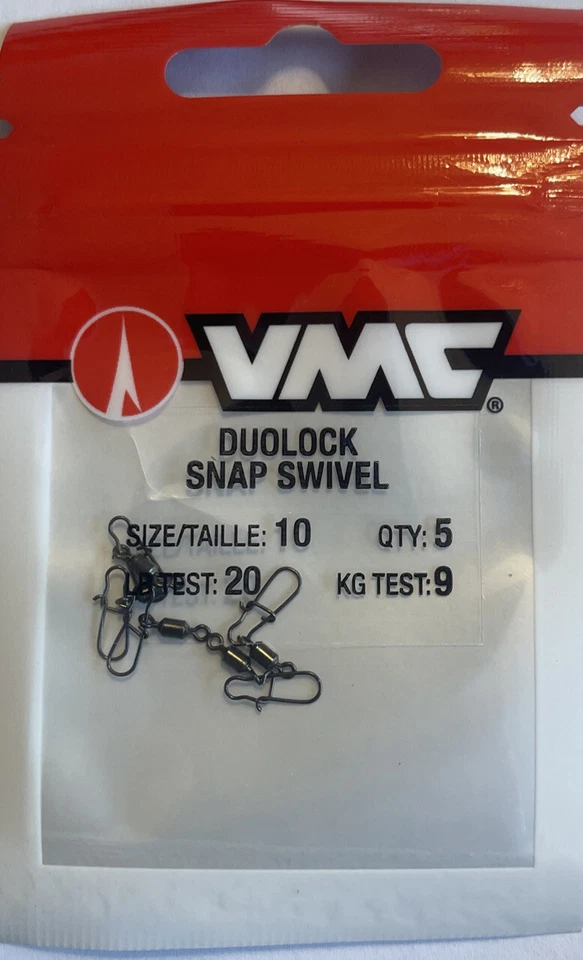 VMC®
DUOLOCK
SNAP SWIVEL
SIZE/TAILLE: 10 QTY: 5
LB TEST: 20 KG TEST: 9